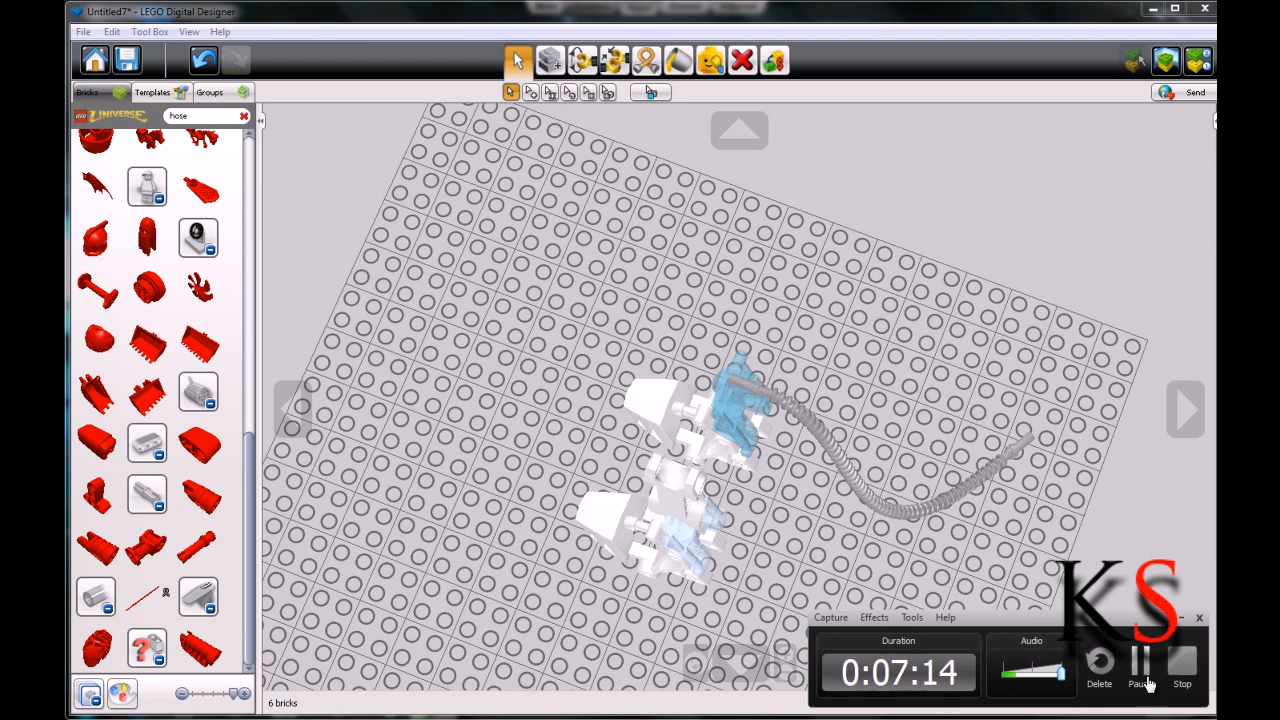 Untitled7* - LEGO Digital Designer
File Edit Tool Box View Help
Bricks Templates Groups
LEGO UNIVERSE hose
Send
4
?
6 bricks
KS
Capture Effects Tools Help
Duration Audio
0:07:14
Delete Pause Stop